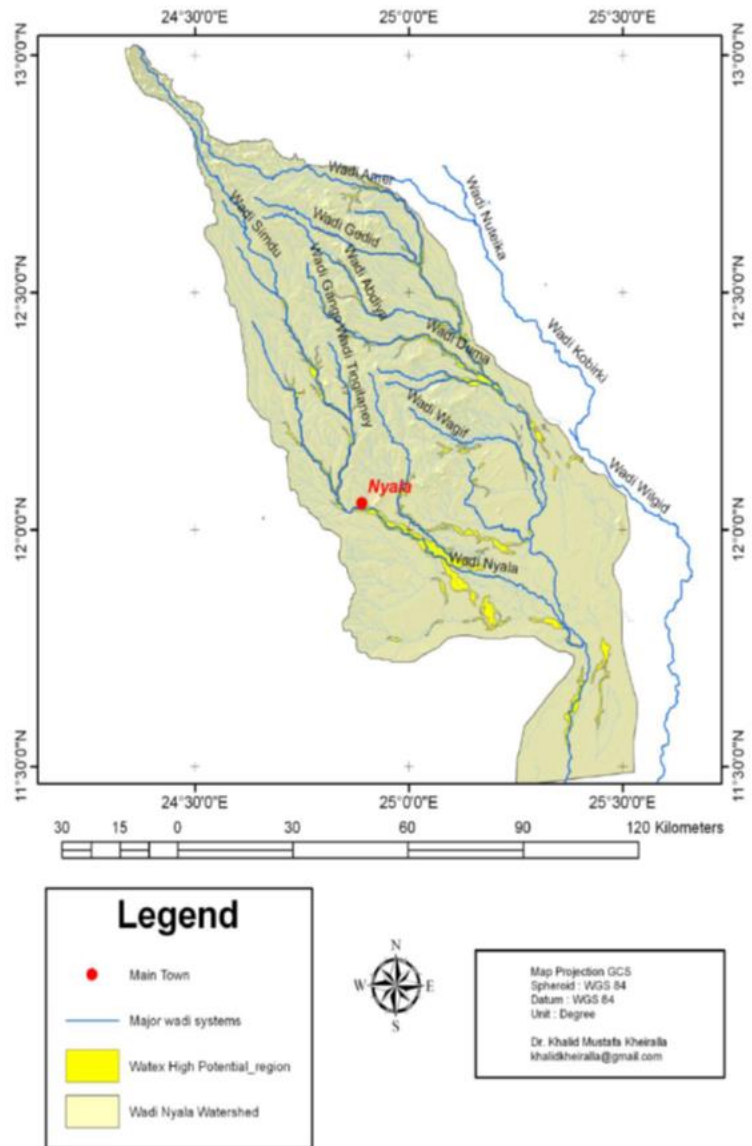 24°30'0"E 25°0'0"E 25°30'0"E
13°0'0"N 13°0'0"N
Wadi Amer
Wadi Nuteika
Wadi Gedid
Wadi Simdu
Wadi Abdiya
Wadi Gango
12°30'0"N 12°30'0"N
Wadi Duma
Wadi Kobirki
Wadi Tingilaney
Wadi Wagif
Wadi Wilgid
Nyala
12°0'0"N 12°0'0"N
Wadi Nyala
11°30'0"N 11°30'0"N
24°30'0"E 25°0'0"E 25°30'0"E
30 15 0 30 60 90 120 Kilometers
Legend
Main Town
Major wadi systems
Watex High Potential_region
Wadi Nyala Watershed
N
W E
S
Map Projection GCS
Spheroid : WGS 84
Datum : WGS 84
Unit : Degree
Dr. Khalid Mustafa Kheiralla
khalidkheiralla@gmail.com